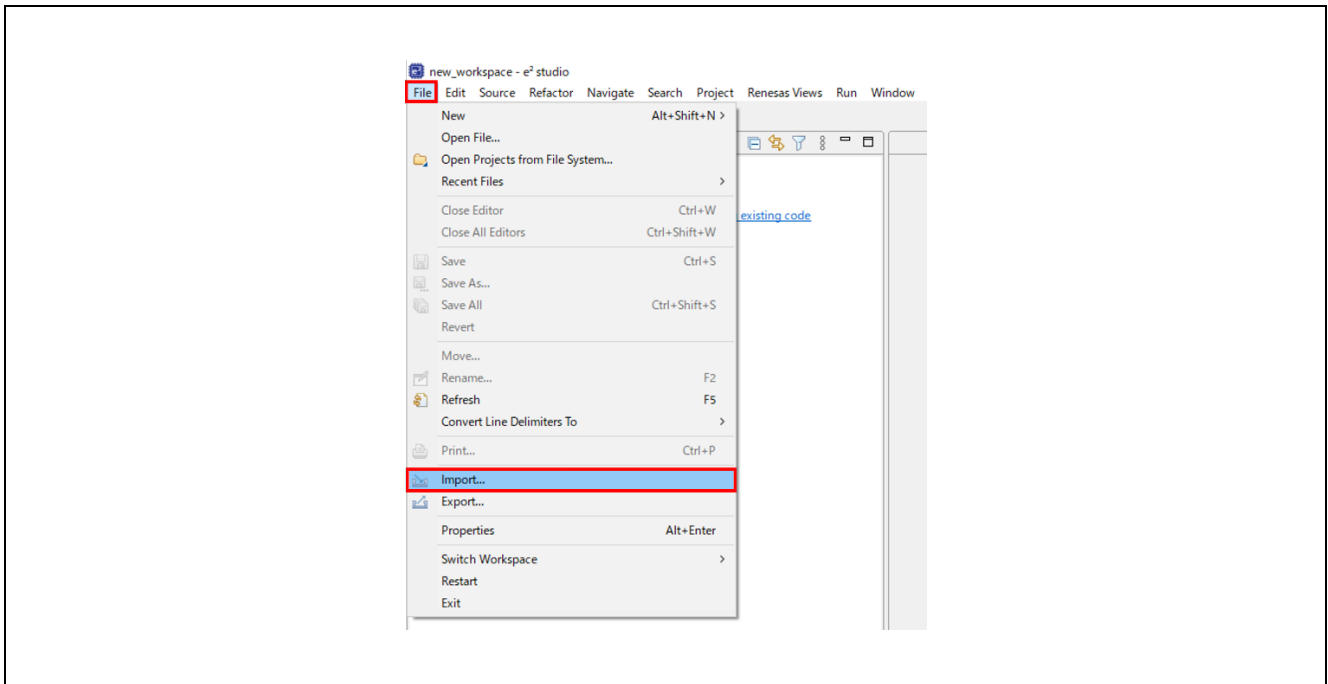 new_workspace - e² studio
File Edit Source Refactor Navigate Search Project Renesas Views Run Window
New Alt+Shift+N >
Open File...
Open Projects from File System...
Recent Files >
Close Editor Ctrl+W
existing code
Close All Editors Ctrl+Shift+W
Save Ctrl+S
Save As...
Save All Ctrl+Shift+S
Revert
Move...
Rename... F2
Refresh F5
Convert Line Delimiters To >
Print... Ctrl+P
Import...
Export...
Properties Alt+Enter
Switch Workspace >
Restart
Exit